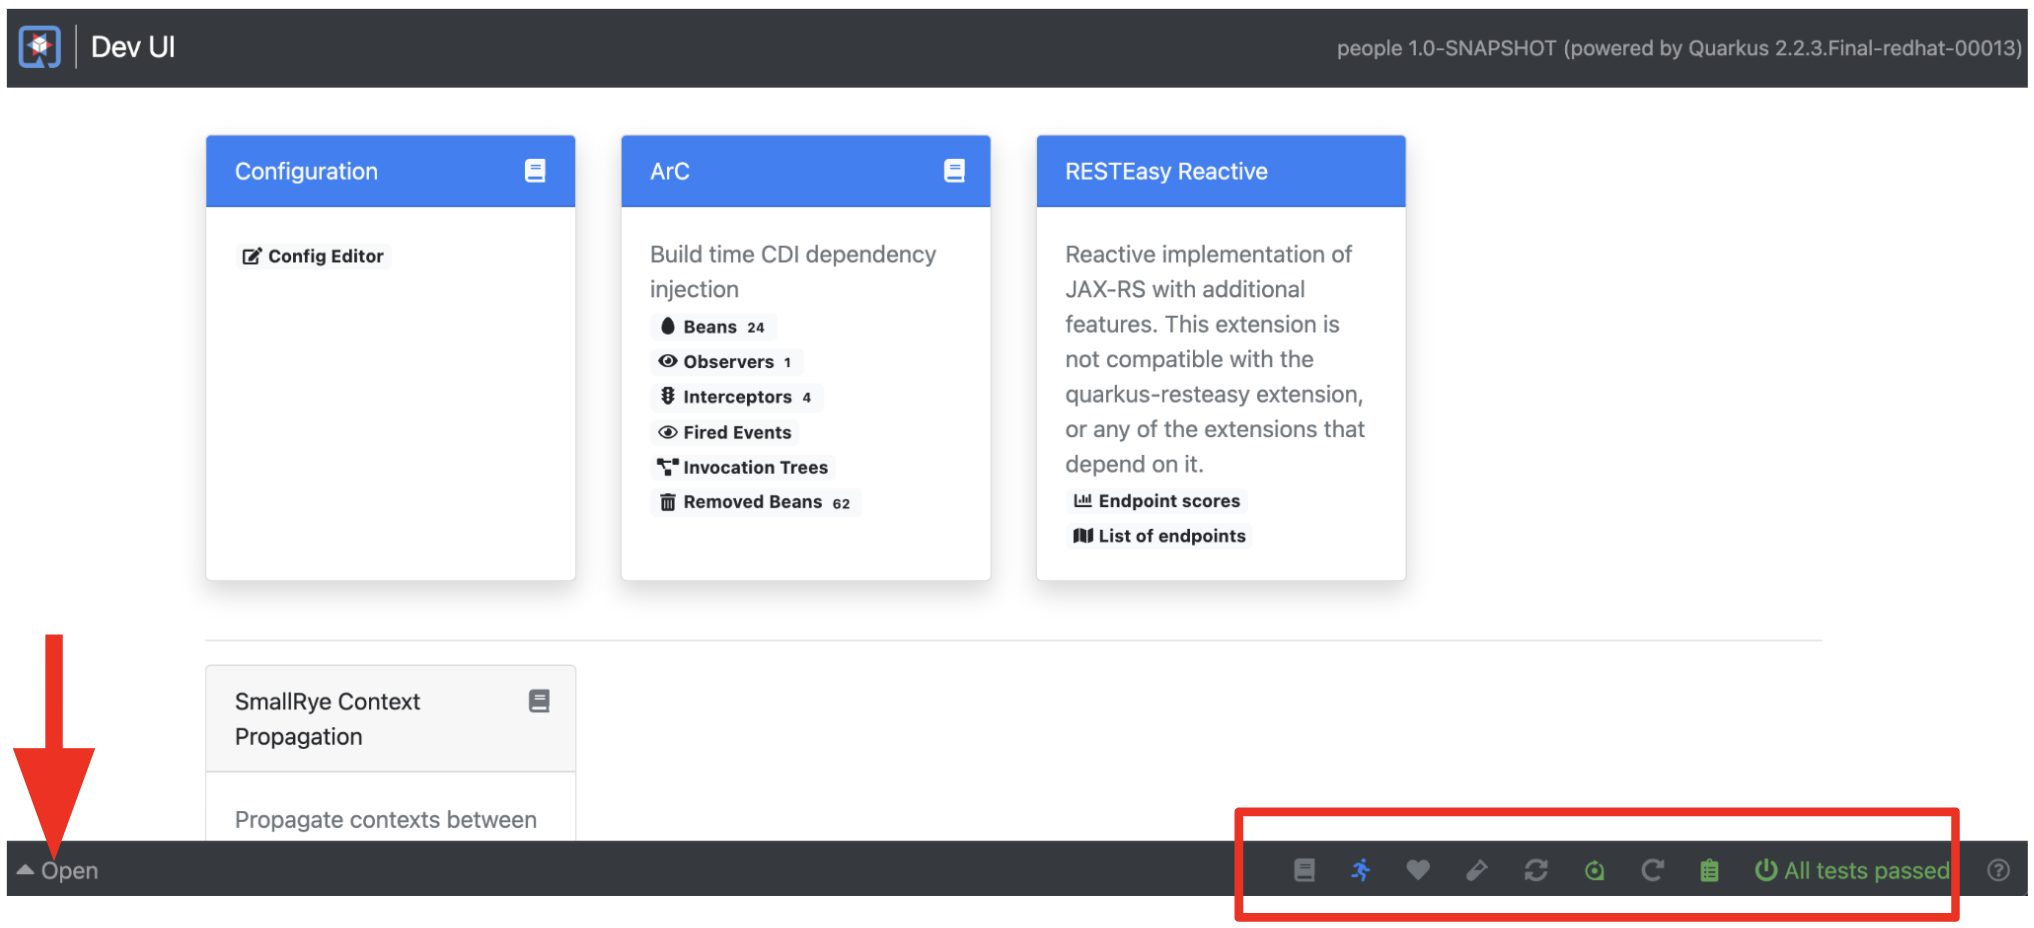 Dev UI
people 1.0-SNAPSHOT (powered by Quarkus 2.2.3.Final-redhat-00013)
Configuration
Config Editor
ArC
Build time CDI dependency
injection
Beans 24
Observers 1
Interceptors 4
Fired Events
Invocation Trees
Removed Beans 62
RESTEasy Reactive
Reactive implementation of
JAX-RS with additional
features. This extension is
not compatible with the
quarkus-resteasy extension,
or any of the extensions that
depend on it.
Endpoint scores
List of endpoints
SmallRye Context
Propagation
Propagate contexts between
Open
All tests passed